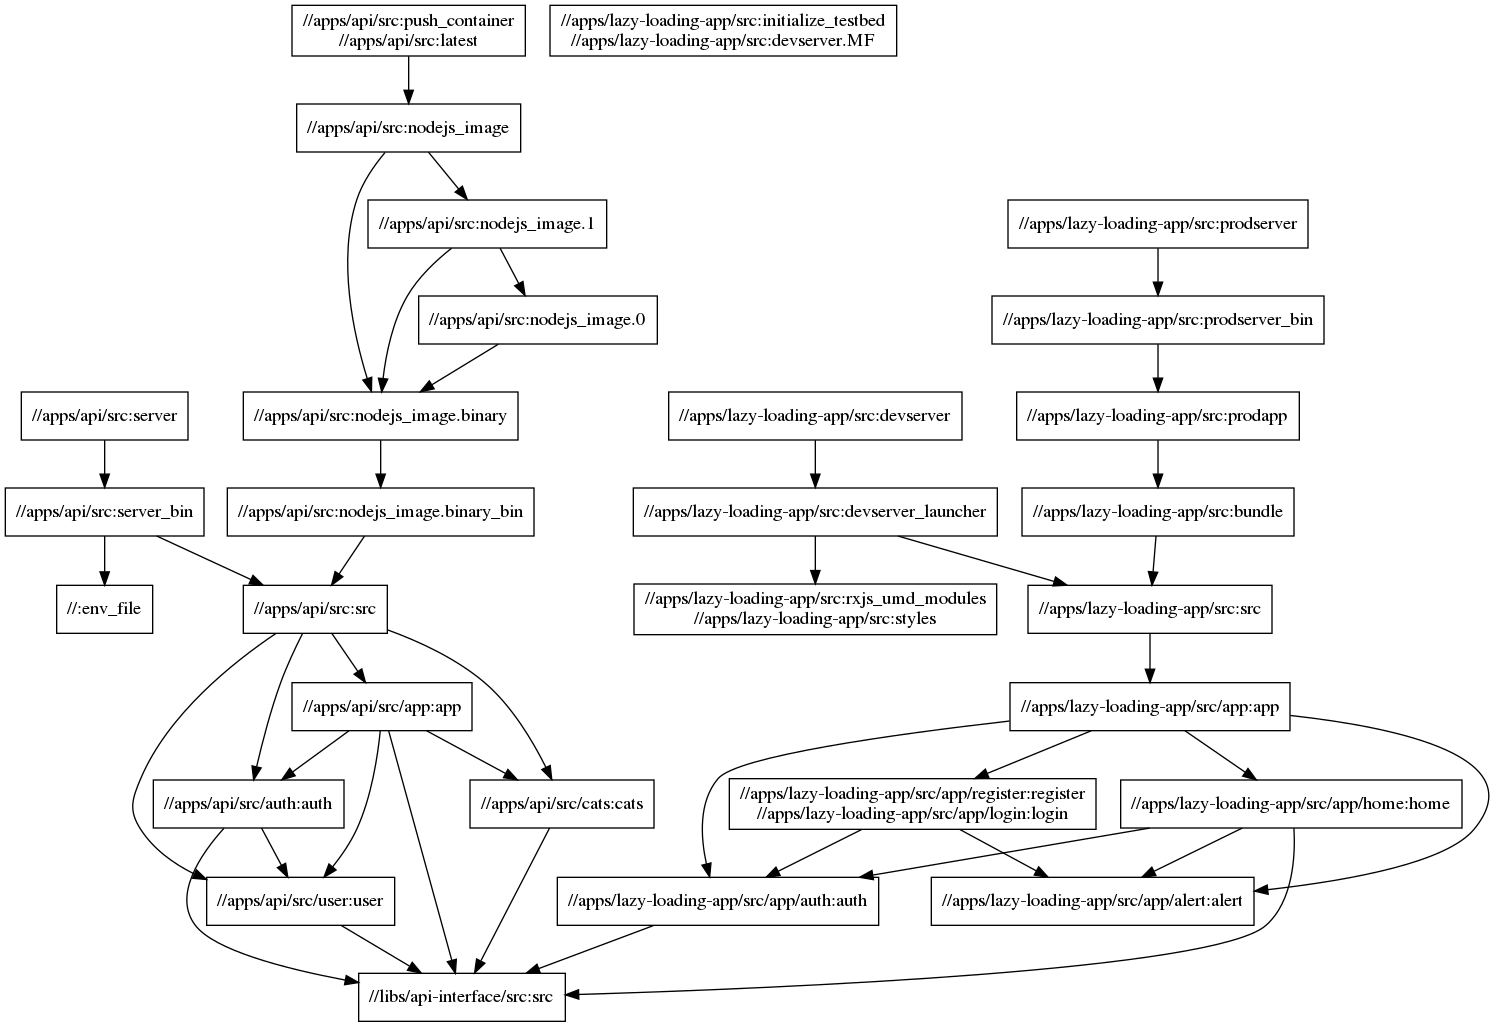 //apps/api/src:push_container
//apps/api/src:latest
//apps/lazy-loading-app/src:initialize_testbed
//apps/lazy-loading-app/src:devserver.MF
//apps/api/src:nodejs_image
//apps/api/src:nodejs_image.1
//apps/lazy-loading-app/src:prodserver
//apps/api/src:nodejs_image.0
//apps/lazy-loading-app/src:prodserver_bin
//apps/api/src:server
//apps/api/src:nodejs_image.binary
//apps/lazy-loading-app/src:devserver
//apps/lazy-loading-app/src:prodapp
//apps/api/src:server_bin
//apps/api/src:nodejs_image.binary_bin
//apps/lazy-loading-app/src:devserver_launcher
//apps/lazy-loading-app/src:bundle
//:env_file
//apps/api/src:src
//apps/lazy-loading-app/src:rxjs_umd_modules
//apps/lazy-loading-app/src:styles
//apps/lazy-loading-app/src:src
//apps/api/src/app:app
//apps/lazy-loading-app/src/app:app
//apps/api/src/auth:auth
//apps/api/src/cats:cats
//apps/lazy-loading-app/src/app/register:register
//apps/lazy-loading-app/src/app/login:login
//apps/lazy-loading-app/src/app/home:home
//apps/api/src/user:user
//apps/lazy-loading-app/src/app/auth:auth
//apps/lazy-loading-app/src/app/alert:alert
//libs/api-interface/src:src